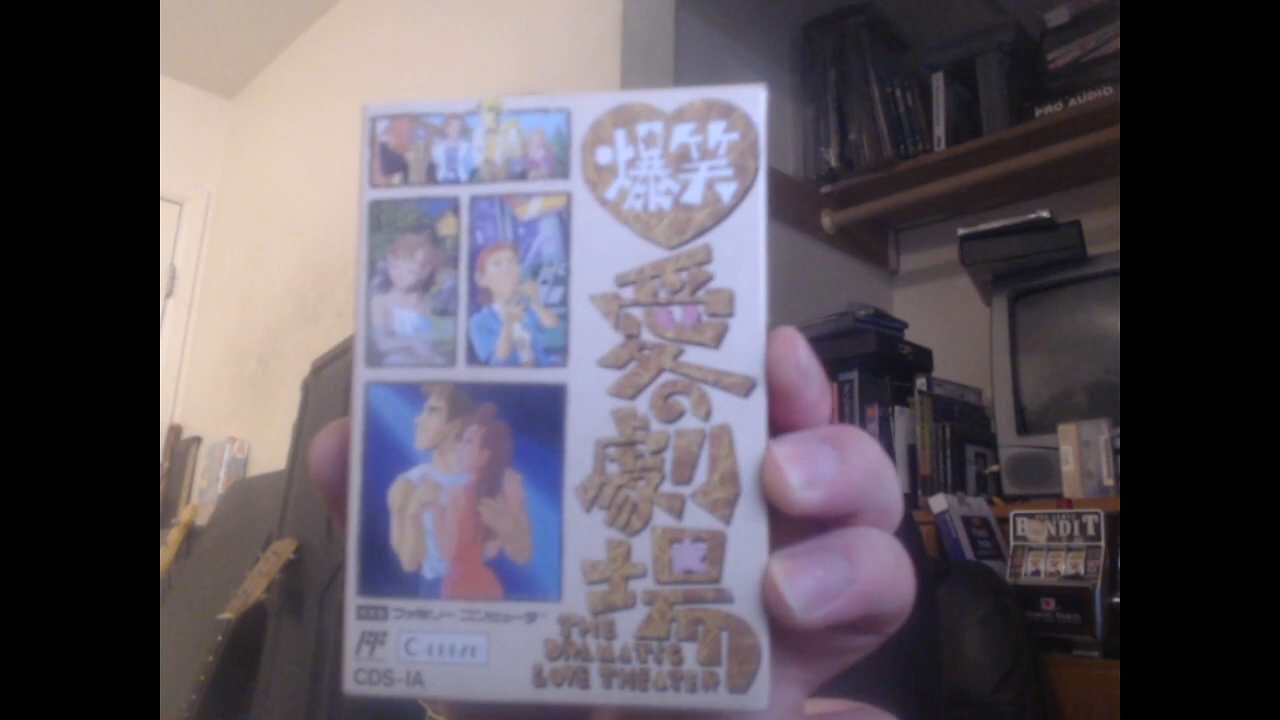 爆笑
愛の劇場
THE
DRAMATIC
LOVE THEATER
ファミリーコンピュータ
FF
CDS-IA
PRO AUDIO
BANDIT